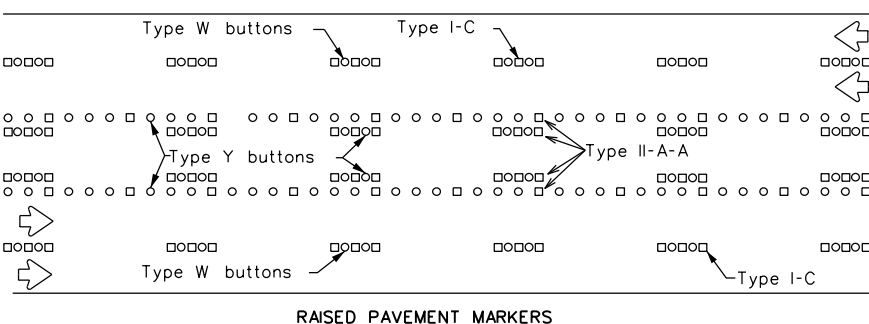 Type W buttons
Type I-C
Type Y buttons
Type II-A-A
Type W buttons
Type I-C
RAISED PAVEMENT MARKERS